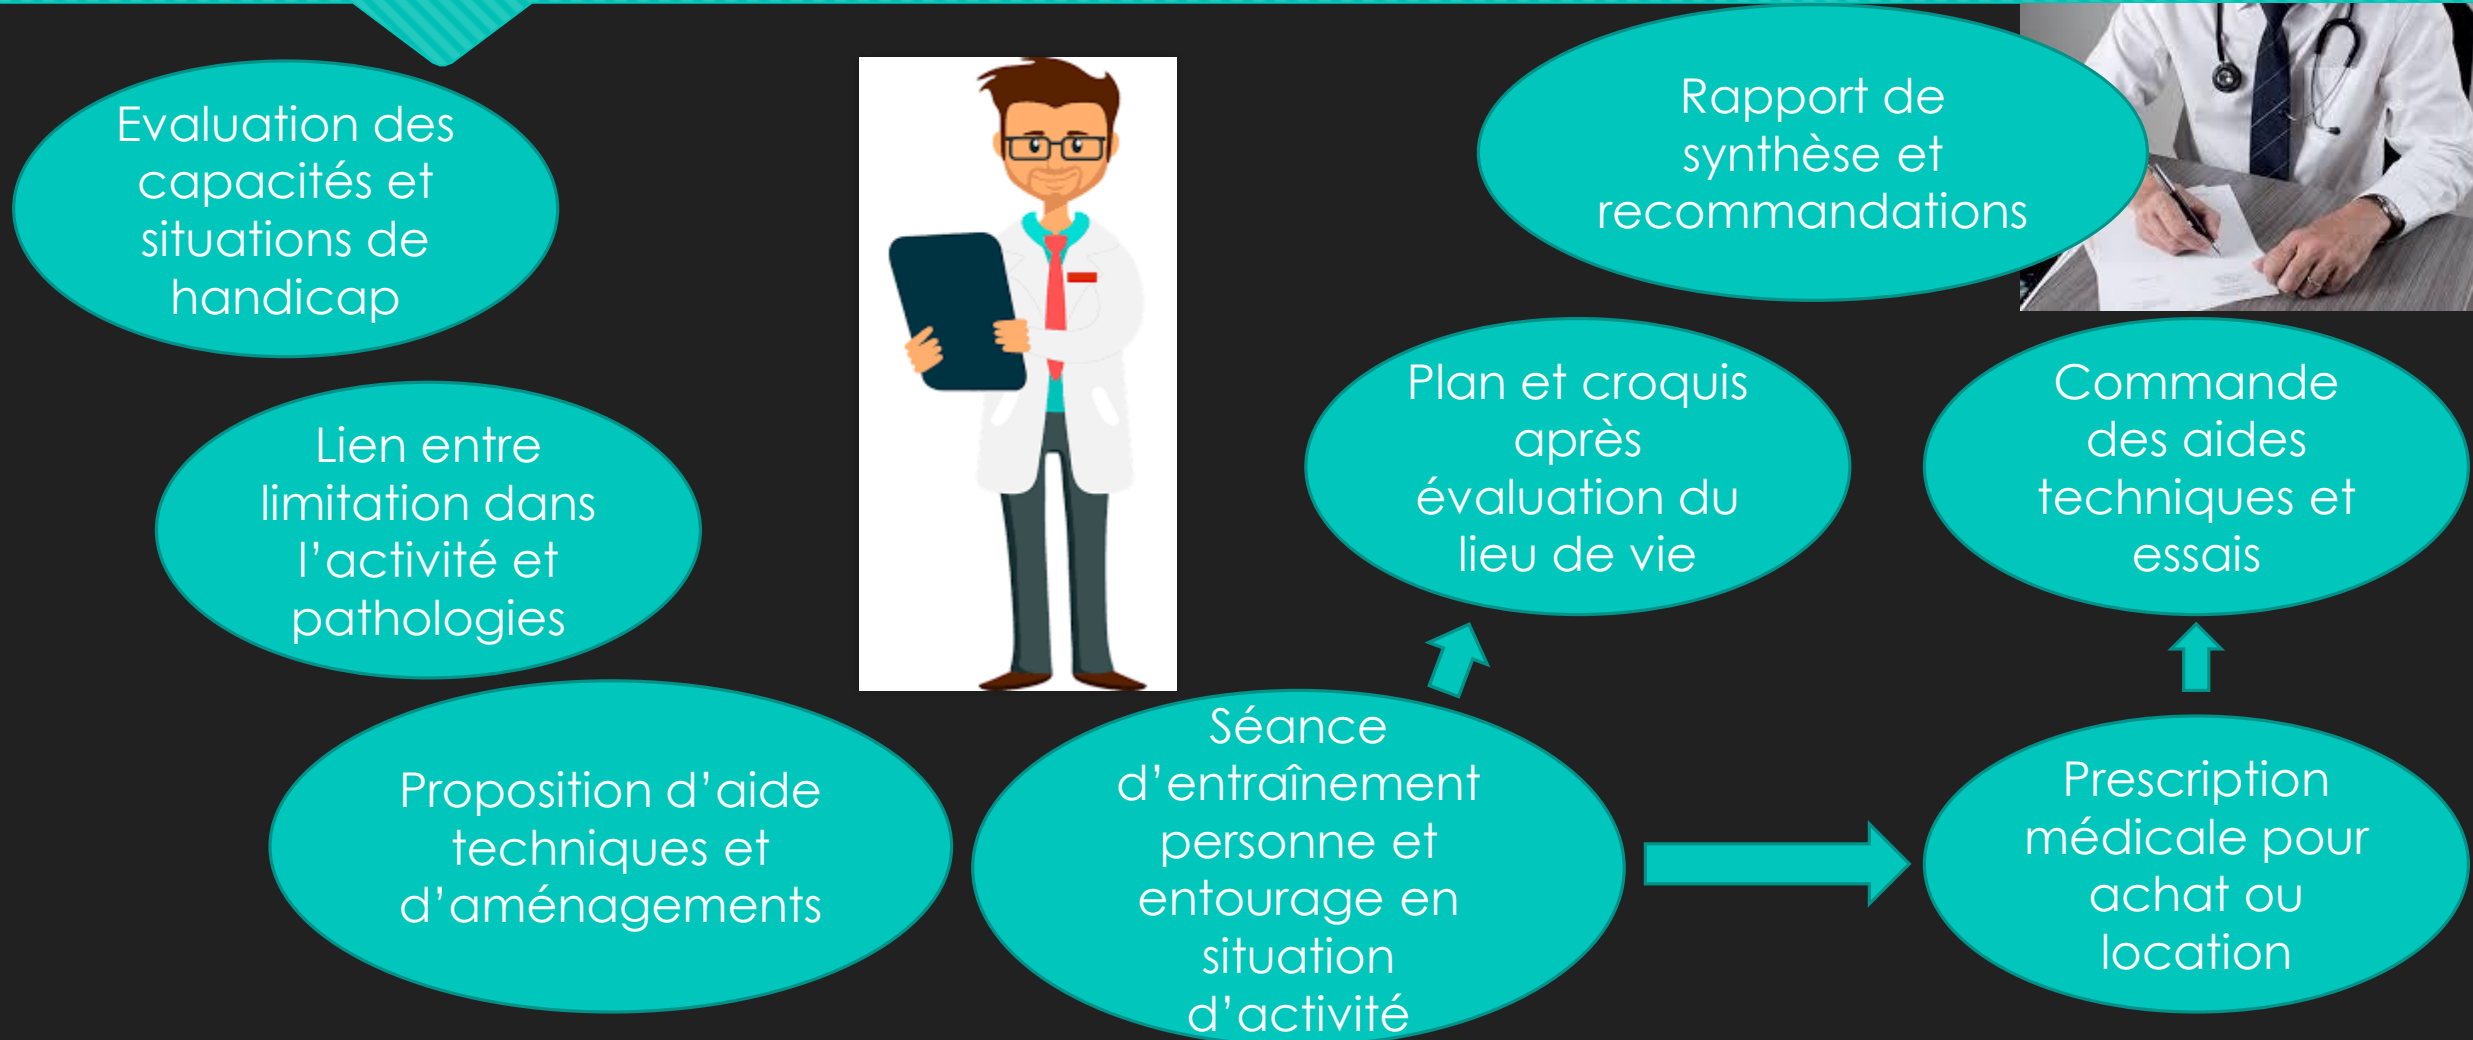 Evaluation des
capacités et
situations de
handicap
Lien entre
limitation dans
l’activité et
pathologies
Proposition d’aide
techniques et
d’aménagements
Séance
d’entraînement
personne et
entourage en
situation
d’activité
Plan et croquis
après
évaluation du
lieu de vie
Prescription
médicale pour
achat ou
location
Commande
des aides
techniques et
essais
Rapport de
synthèse et
recommandations